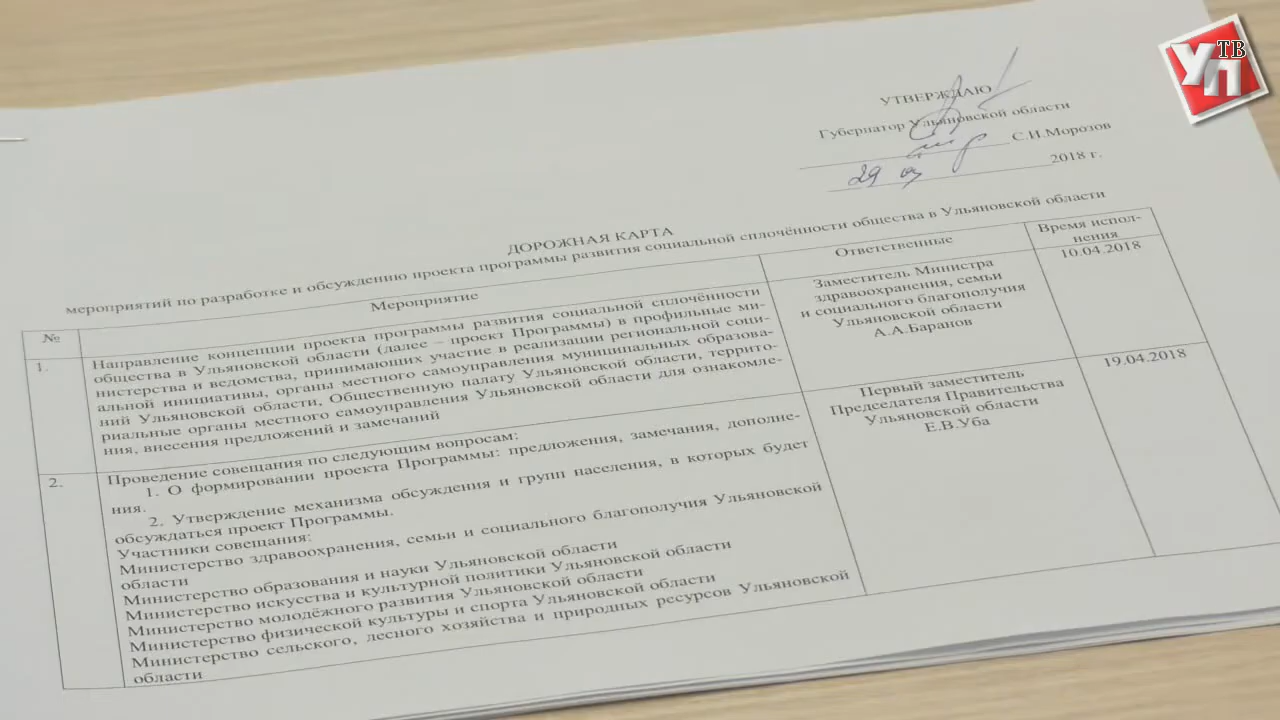 УП ТВ
УТВЕРЖДАЮ
Губернатор Ульяновской области
С.И.Морозов
29 2018 г.
ДОРОЖНАЯ КАРТА
мероприятий по разработке и обсуждению проекта программы развития социальной сплочённости общества в Ульяновской области
№ Мероприятие Ответственные Время испол-
нения
1. Направление концепции проекта программы развития социальной сплочённости
общества в Ульяновской области (далее – проект Программы) в профильные ми-
нистерства и ведомства, принимающих участие в реализации региональной соци-
альной инициативы, органы местного самоуправления муниципальных образова-
ний Ульяновской области, Общественную палату Ульяновской области, террито-
риальные органы местного самоуправления Ульяновской области для ознакомле-
ния, внесения предложений и замечаний
Заместитель Министра
здравоохранения, семьи
и социального благополучия
Ульяновской области
А.А.Баранов
10.04.2018
2. Проведение совещания по следующим вопросам:
1. О формировании проекта Программы: предложения, замечания, дополне-
ния.
2. Утверждение механизма обсуждения и групп населения, в которых будет
обсуждаться проект Программы.
Участники совещания:
Министерство здравоохранения, семьи и социального благополучия Ульяновской
области
Министерство образования и науки Ульяновской области
Министерство искусства и культурной политики Ульяновской области
Министерство молодёжного развития Ульяновской области
Министерство физической культуры и спорта Ульяновской области
Министерство сельского, лесного хозяйства и природных ресурсов Ульяновской
области
Первый заместитель
Председателя Правительства
Ульяновской области
Е.В.Уба
19.04.2018